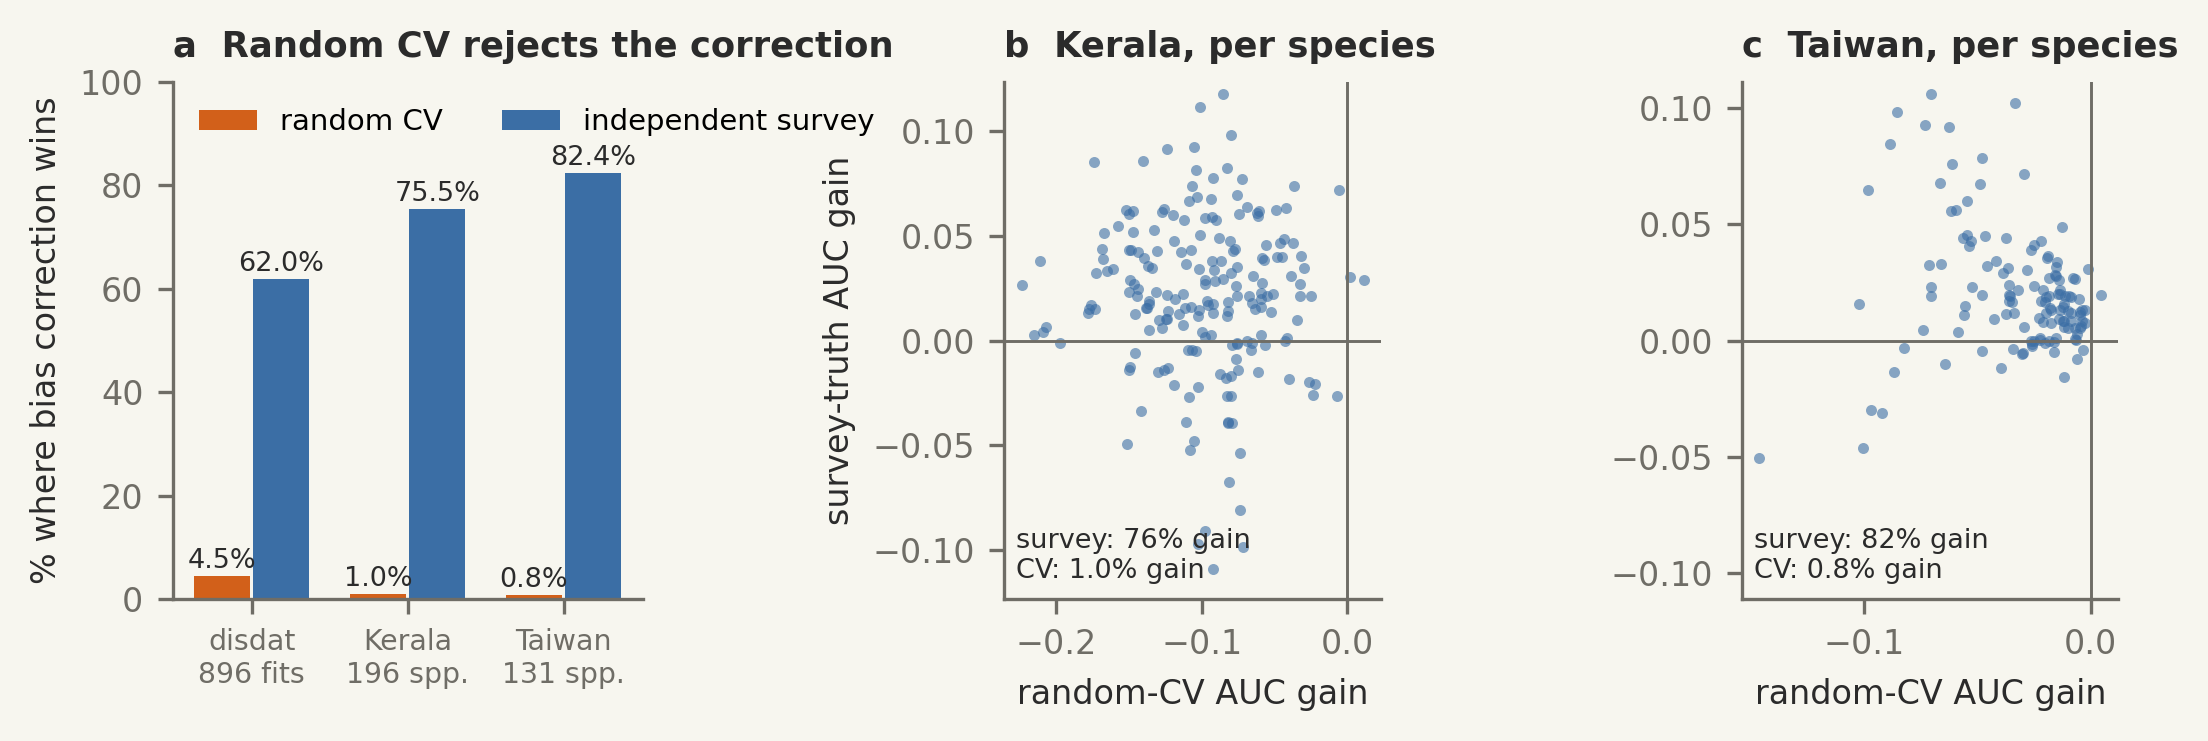 a Random CV rejects the correction
% where bias correction wins
100
80
60
40
20
0
random CV
independent survey
4.5%
62.0%
1.0%
75.5%
0.8%
82.4%
disdat
896 fits
Kerala
196 spp.
Taiwan
131 spp.
b Kerala, per species
survey-truth AUC gain
0.10
0.05
0.00
−0.05
−0.10
survey: 76% gain
CV: 1.0% gain
−0.2
−0.1
0.0
random-CV AUC gain
c Taiwan, per species
0.10
0.05
0.00
−0.05
−0.10
survey: 82% gain
CV: 0.8% gain
−0.1
0.0
random-CV AUC gain